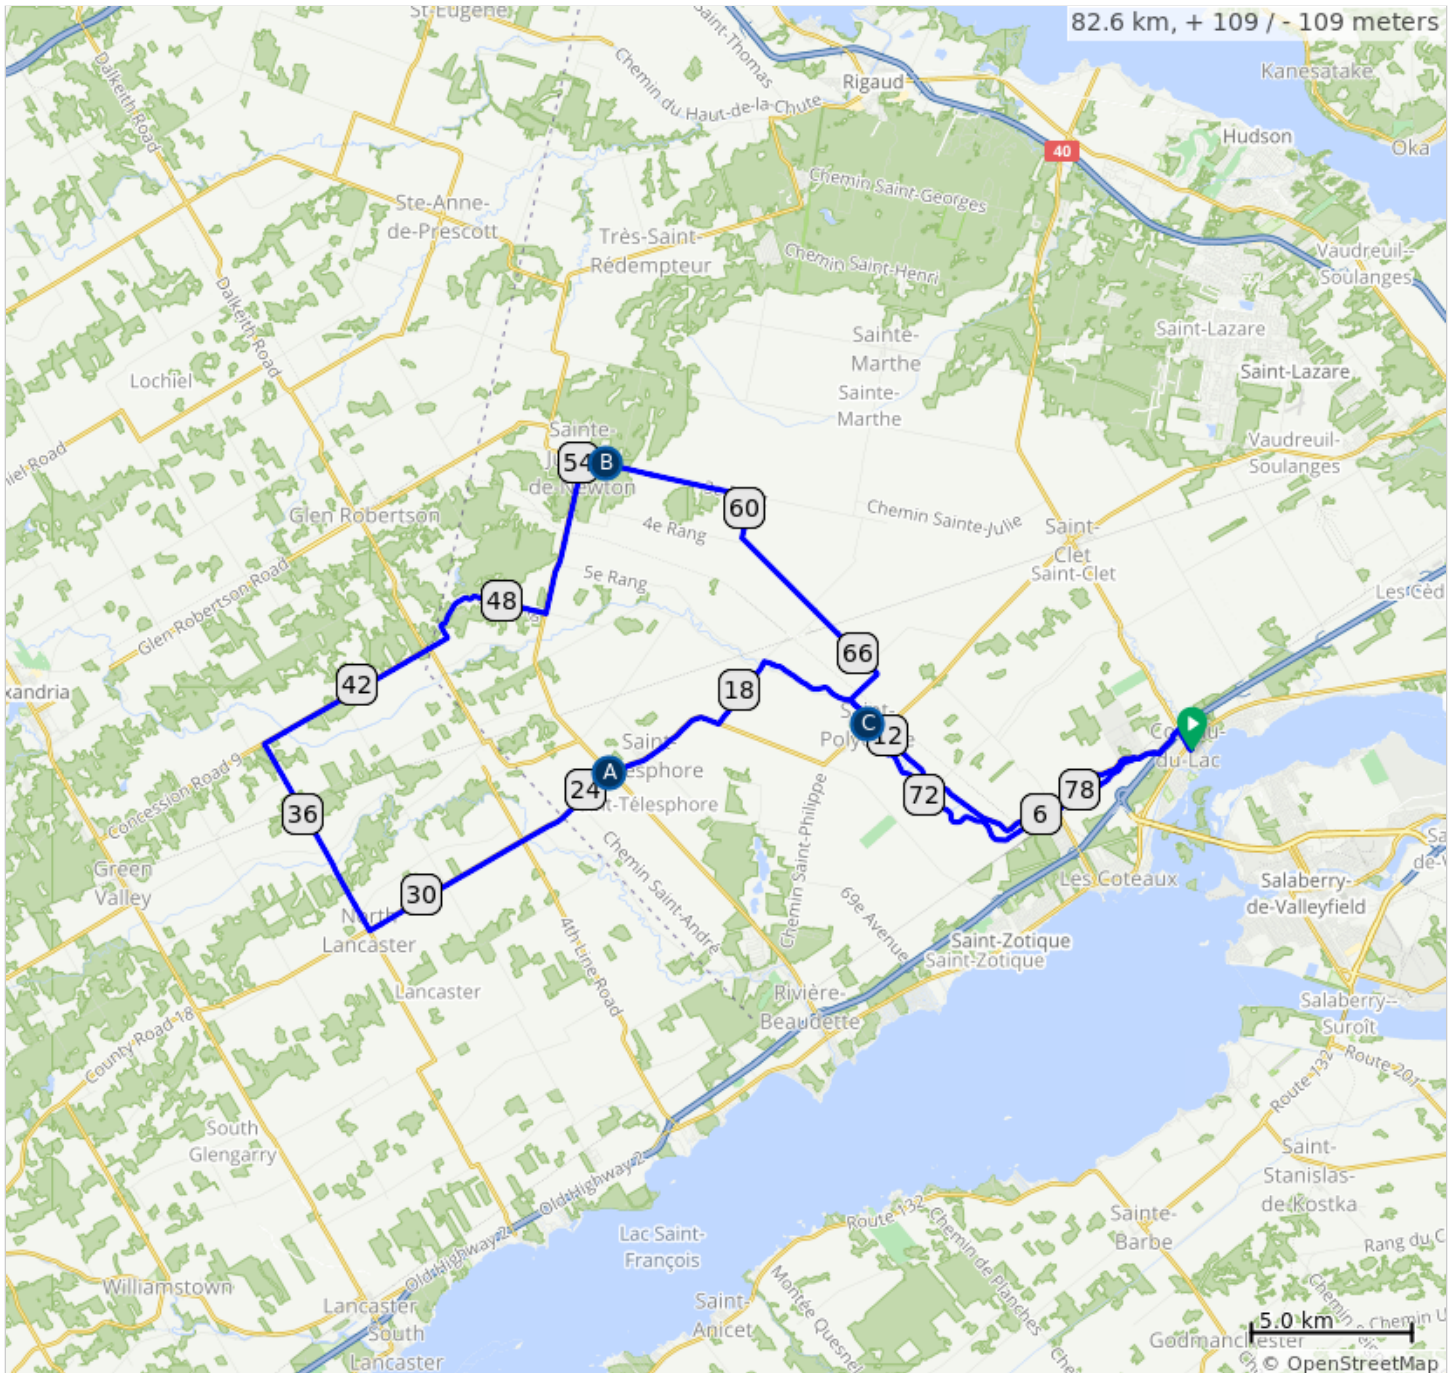 St-Eugène
82.6 km, + 109 / - 109 meters
Saint-Thomas
Chemin du Haut-de-la Chute
Rigaud
Kanesatake
Dalkeith Road
40
Hudson
Oka
Chemin Saint-Georges
Ste-Anne-
de-Prescott
Très-Saint-
Rédempteur
Chemin Saint-Henri
Vaudreuil--
Soulanges
Dalkeith Road
Sainte-
Marthe
Saint-Lazare
Saint-Lazare
Lochiel
Sainte-
Marthe
Sainte-
de-Newton
54
B
Vaudreuil-
Soulanges
Glen Robertson
60
4e Rang
Chemin Sainte-Julie
Saint-
Clet
Saint-Clet
5e Rang
Glen Robertson Road
48
Les Cèd
66
42
18
xandria
C
12
du-Lac
Saint-
A
24
Concession Road 9
72
78
6
36
Green
Valley
Chemin Saint-Philippe
Chemin Saint-André
30
Les Coteaux
Salaberry-
de-Valleyfield
North
Lancaster
69e Avenue
4th Line Road
Saint-Zotique
Saint-Zotique
Lancaster
Rivière-
Beaudette
Salaberry--
Suroît
County Road 18
Route 132
Route 201
South
Glengarry
Saint-
Stanislas-
de Kostka
Old Highway 2
Route 132
Lac Saint-
François
Chemin de Planches
Sainte-
Barbe
Rang du C
Williamstown
Old Highway 2
Lancaster
South
Lancaster
Saint-
Anicet
Montée Quesnel
5.0 km
Godmanchester
© OpenStreetMap